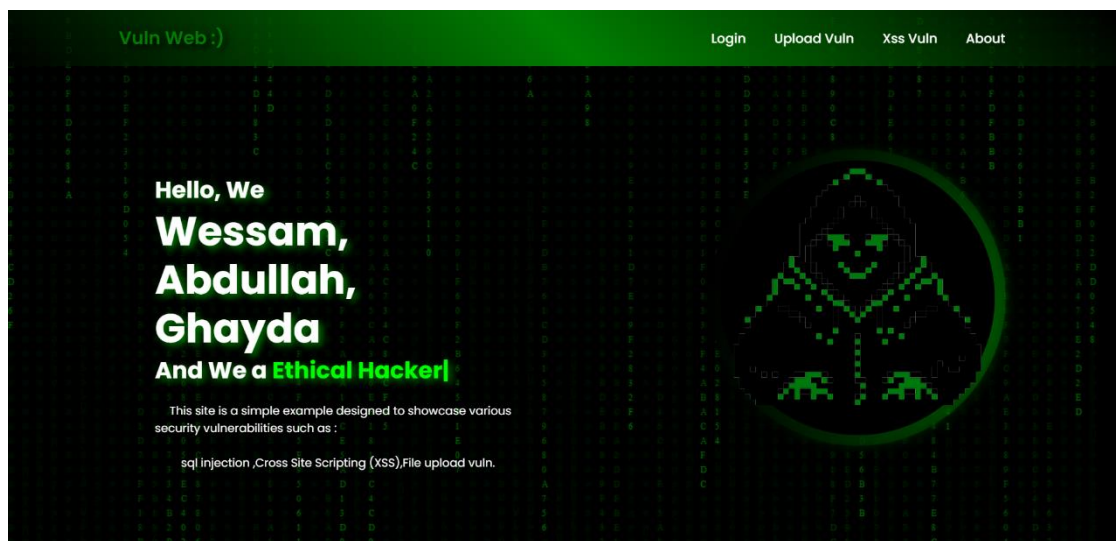 Vuln Web :)
Login Upload Vuln Xss Vuln About
Hello, We
Wessam,
Abdullah,
Ghayda
And We a Ethical Hacker|
This site is a simple example designed to showcase various
security vulnerabilities such as :
sql injection ,Cross Site Scripting (XSS),File upload vuln.